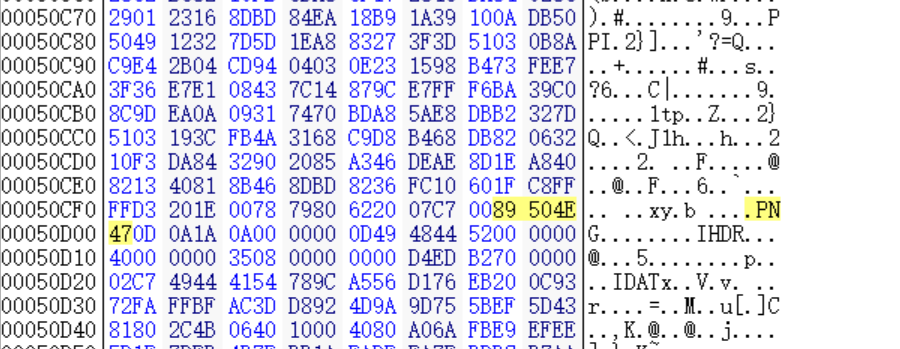 00050C70 2901 2316 8DBD 84EA 18B9 1A39 100A DB50 ).#.......9...P
00050C80 5049 1232 7D5D 1EA8 8327 3F3D 5103 0B8A PI.2}]...'?=Q...
00050C90 C9E4 2B04 CD94 0403 0E23 1598 B473 FEE7 ..+......#...s..
00050CA0 3F36 E7E1 0843 7C14 879C E7FF F6BA 39C0 ?6...C|.......9.
00050CB0 8C9D EA0A 0931 7470 BDA8 5AE8 DBB2 327D .....1tp..Z...2}
00050CC0 5103 193C FB4A 3168 C9D8 B468 DB82 0632 Q..<.J1h...h...2
00050CD0 10F3 DA84 3290 2085 A346 DEAE 8D1E A840 ....2. ..F.....@
00050CE0 8213 4081 8B46 8DBD 8236 FC10 601F C8FF ..@..F...6..`...
00050CF0 FFD3 201E 0078 7980 6220 07C7 0089 504E .. ..xy.b ....PN
00050D00 470D 0A1A 0A00 0000 0D49 4844 5200 0000 G........IHDR...
00050D10 4000 0000 3508 0000 0000 D4ED B270 0000 @...5........p..
00050D20 02C7 4944 4154 789C A556 D176 EB20 0C93 ..IDATx..V.v. ..
00050D30 72FA FFBF AC3D D892 4D9A 9D75 5BEF 5D43 r....=..M..u[.]C
00050D40 8180 2C4B 0640 1000 4080 A06A FBE9 EFEE ..,K.@..@..j....